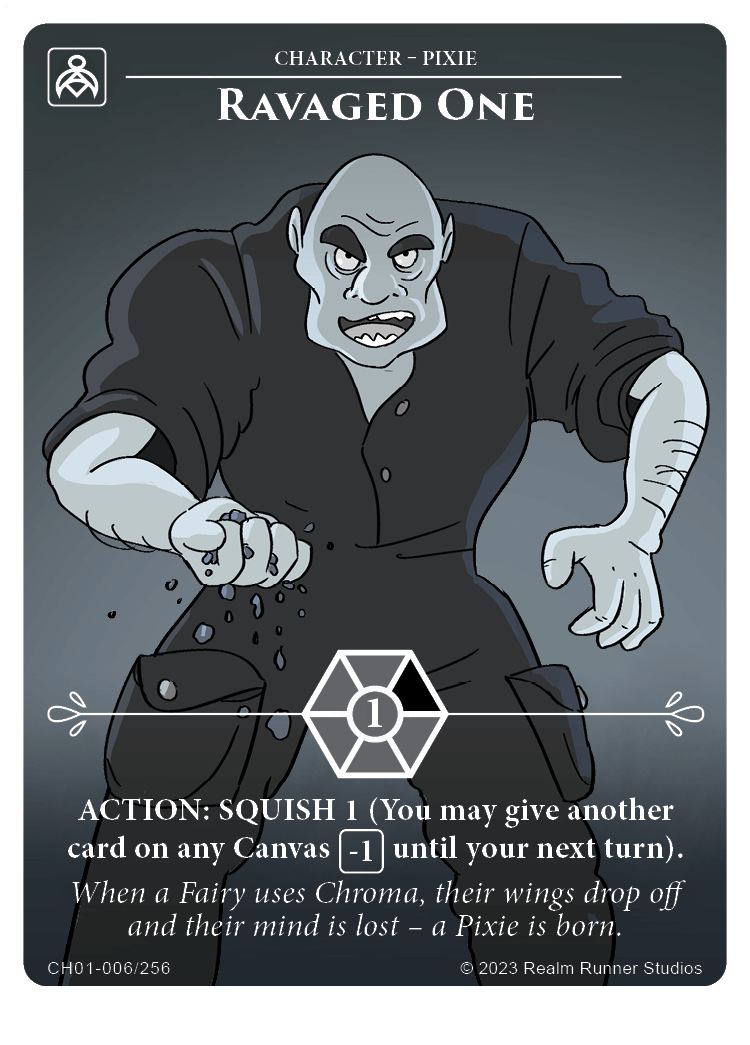 CHARACTER – PIXIE
RAVAGED ONE
1
ACTION: SQUISH 1 (You may give another
card on any Canvas -1 until your next turn).
When a Fairy uses Chroma, their wings drop off
and their mind is lost – a Pixie is born.
CH01-006/256
© 2023 Realm Runner Studios